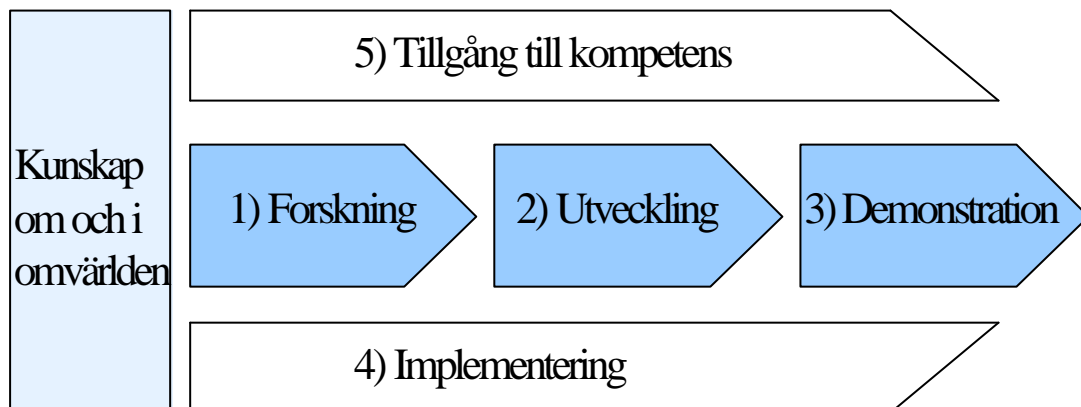 5) Tillgång till kompetens
Kunskap
om och i
omvärlden
1) Forskning
2) Utveckling
3) Demonstration
4) Implementering